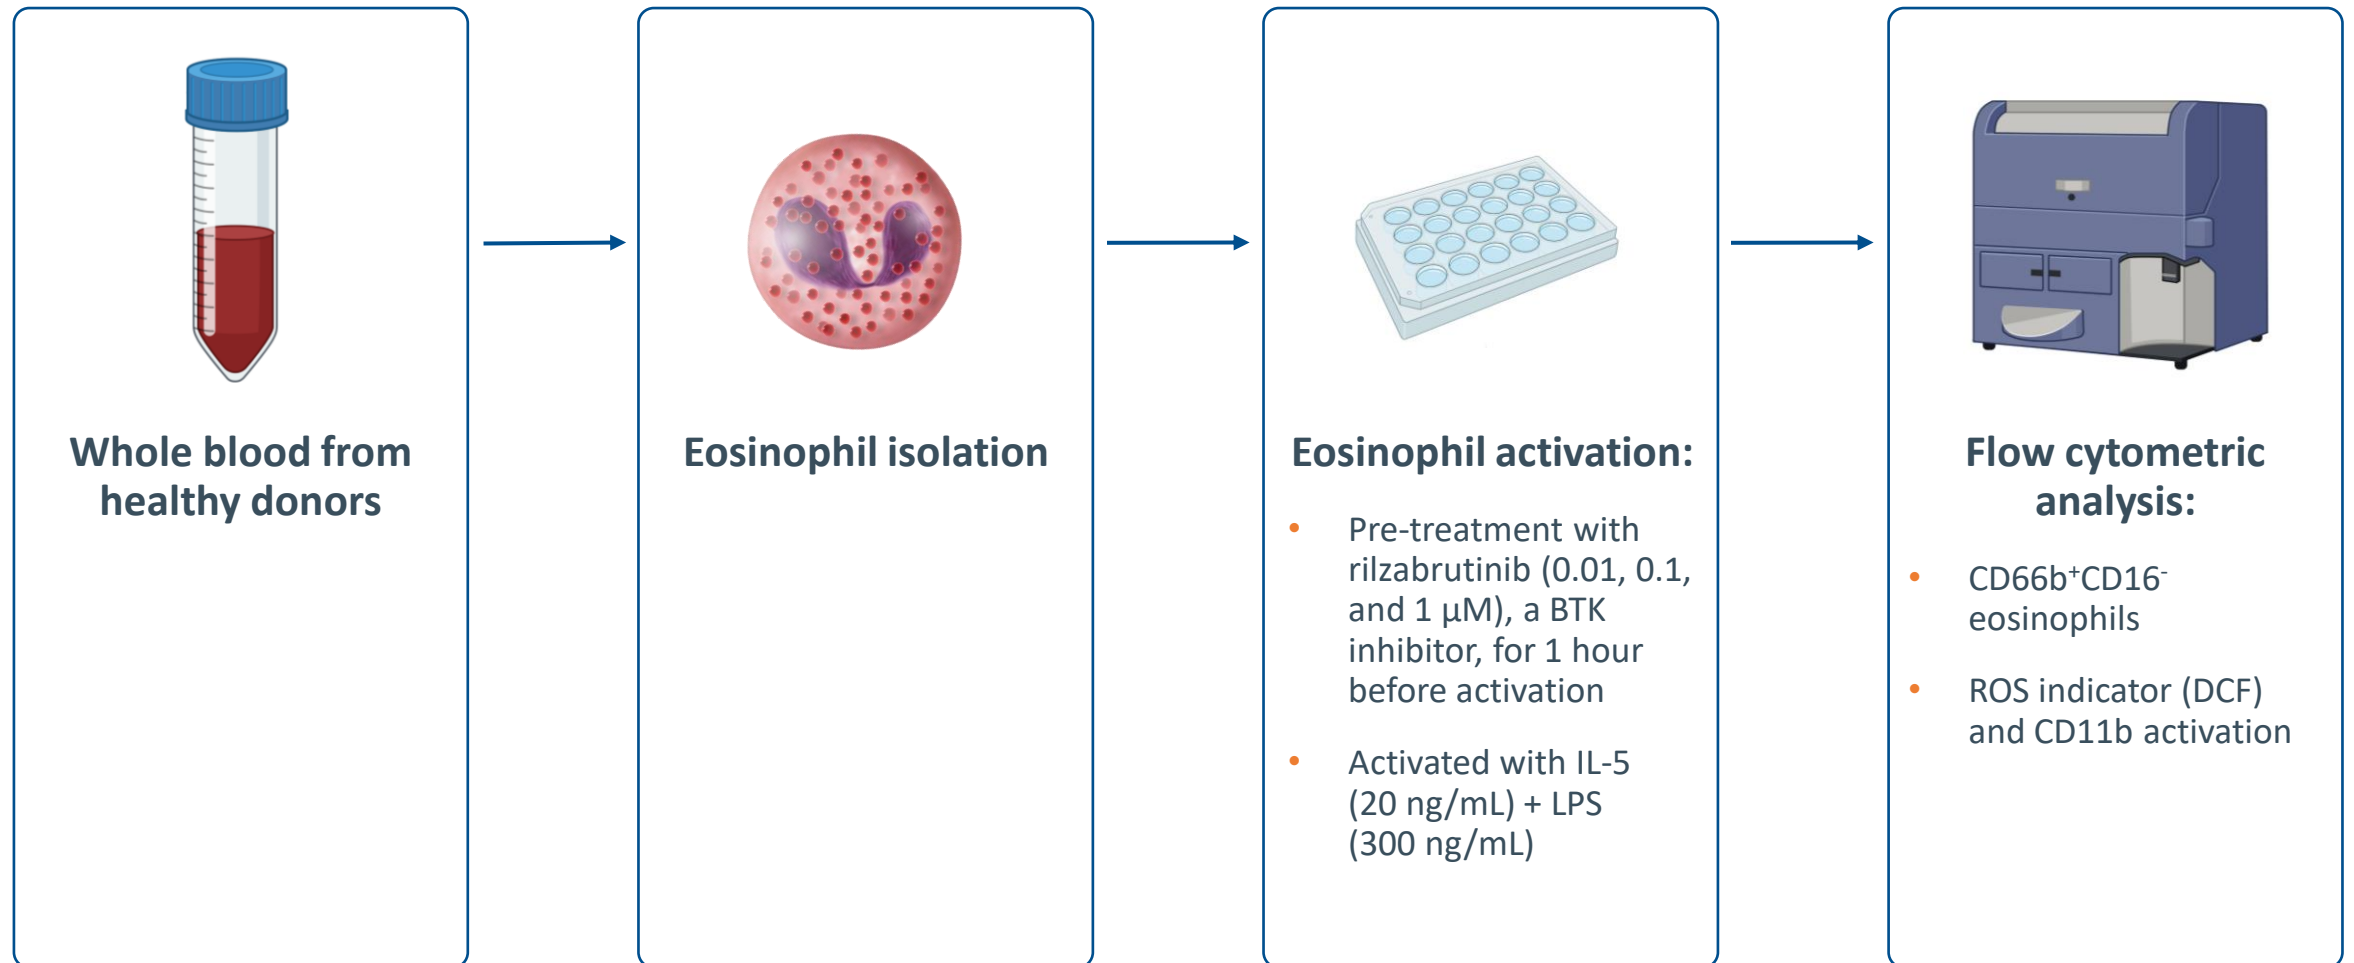 Whole blood from
healthy donors
Eosinophil isolation
Eosinophil activation:
• Pre-treatment with
rilzabrutinib (0.01, 0.1,
and 1 µM), a BTK
inhibitor, for 1 hour
before activation
• Activated with IL-5
(20 ng/mL) + LPS
(300 ng/mL)
Flow cytometric
analysis:
• CD66b⁺CD16⁻
eosinophils
• ROS indicator (DCF)
and CD11b activation